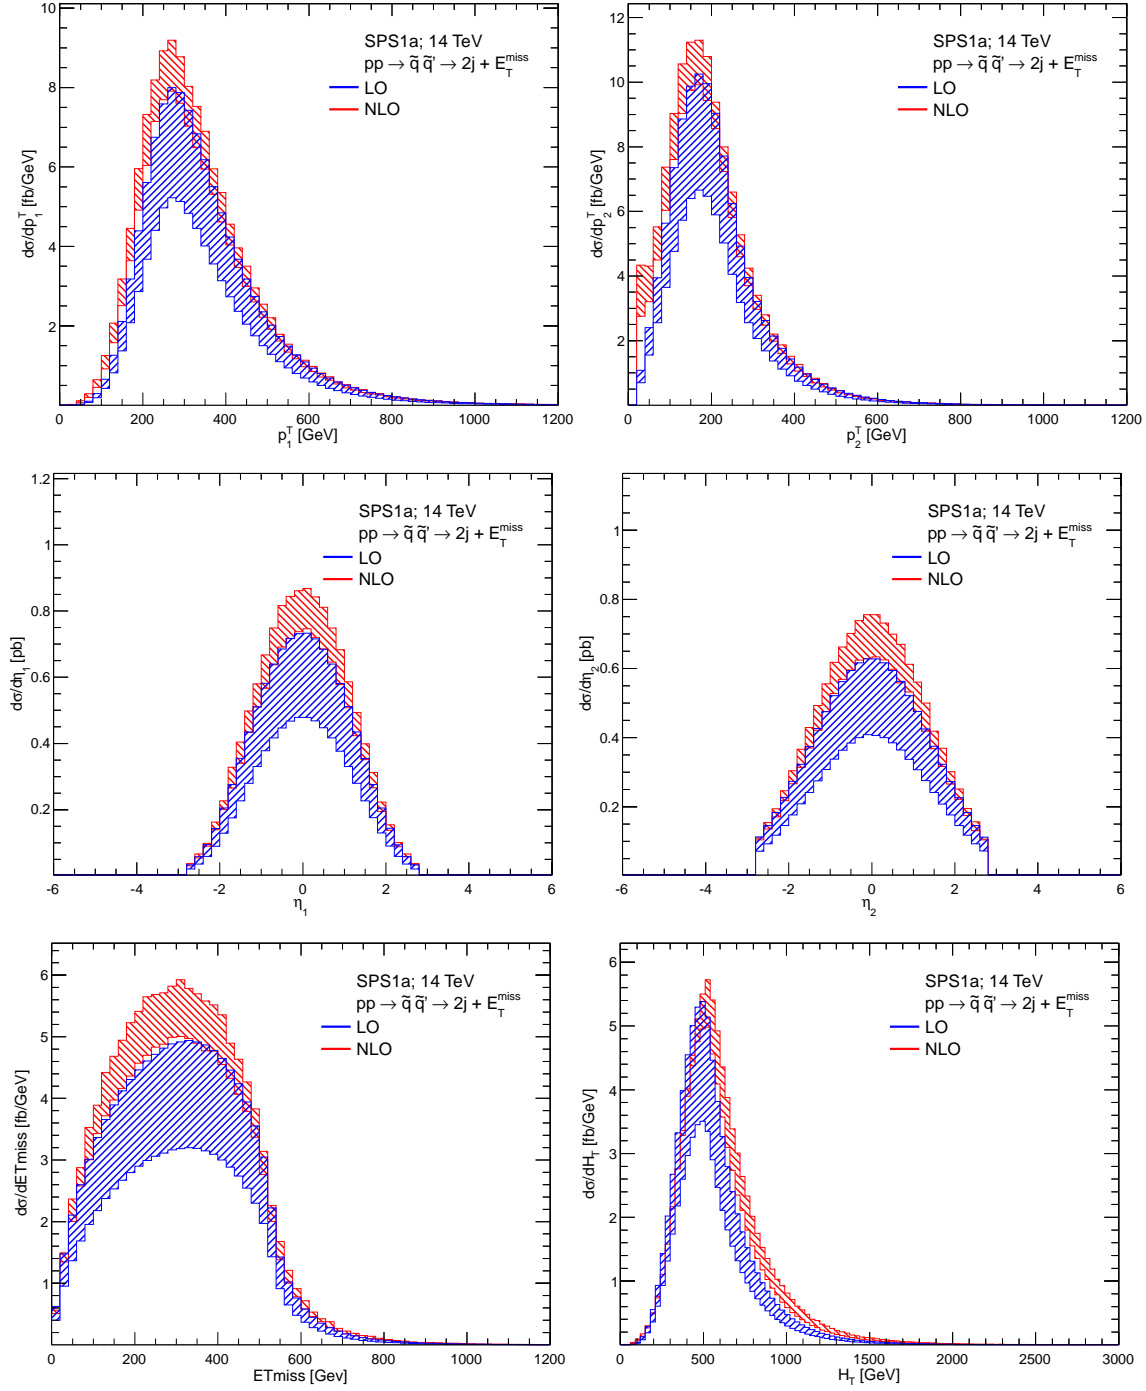 SPS1a; 14 TeV
pp → q̃ q̃' → 2j + E_T^miss
LO
NLO
dσ/dp_1^T [fb/GeV]
10
8
6
4
2
0 200 400 600 800 1000 1200
p_1^T [GeV]
SPS1a; 14 TeV
pp → q̃ q̃' → 2j + E_T^miss
LO
NLO
dσ/dp_2^T [fb/GeV]
12
10
8
6
4
2
0 200 400 600 800 1000 1200
p_2^T [GeV]
SPS1a; 14 TeV
pp → q̃ q̃' → 2j + E_T^miss
LO
NLO
dσ/dη_1 [pb]
1.2
1
0.8
0.6
0.4
0.2
-6 -4 -2 0 2 4 6
η_1
SPS1a; 14 TeV
pp → q̃ q̃' → 2j + E_T^miss
LO
NLO
dσ/dη_2 [pb]
1
0.8
0.6
0.4
0.2
-6 -4 -2 0 2 4 6
η_2
SPS1a; 14 TeV
pp → q̃ q̃' → 2j + E_T^miss
LO
NLO
dσ/dETmiss [fb/GeV]
6
5
4
3
2
1
0 200 400 600 800 1000 1200
ETmiss [Gev]
SPS1a; 14 TeV
pp → q̃ q̃' → 2j + E_T^miss
LO
NLO
dσ/dH_T [fb/GeV]
6
5
4
3
2
1
0 500 1000 1500 2000 2500 3000
H_T [GeV]